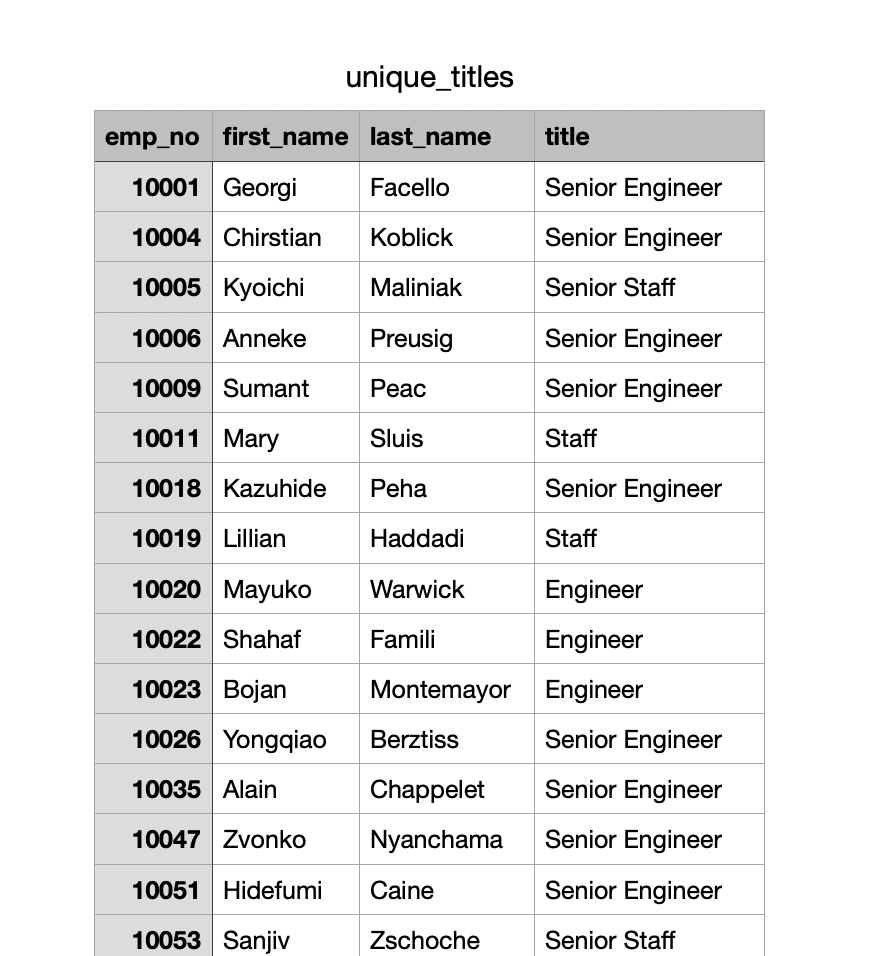 unique_titles
emp_no first_name last_name title
10001 Georgi Facello Senior Engineer
10004 Chirstian Koblick Senior Engineer
10005 Kyoichi Maliniak Senior Staff
10006 Anneke Preusig Senior Engineer
10009 Sumant Peac Senior Engineer
10011 Mary Sluis Staff
10018 Kazuhide Peha Senior Engineer
10019 Lillian Haddadi Staff
10020 Mayuko Warwick Engineer
10022 Shahaf Famili Engineer
10023 Bojan Montemayor Engineer
10026 Yongqiao Berztiss Senior Engineer
10035 Alain Chappelet Senior Engineer
10047 Zvonko Nyanchama Senior Engineer
10051 Hidefumi Caine Senior Engineer
10053 Sanjiv Zschoche Senior Staff